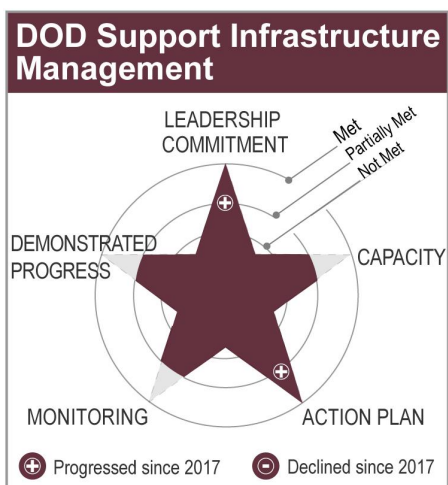 DOD Support Infrastructure
Management
LEADERSHIP
COMMITMENT
Met
Partially Met
Not Met
DEMONSTRATED
PROGRESS
CAPACITY
MONITORING
ACTION PLAN
+ Progressed since 2017
- Declined since 2017